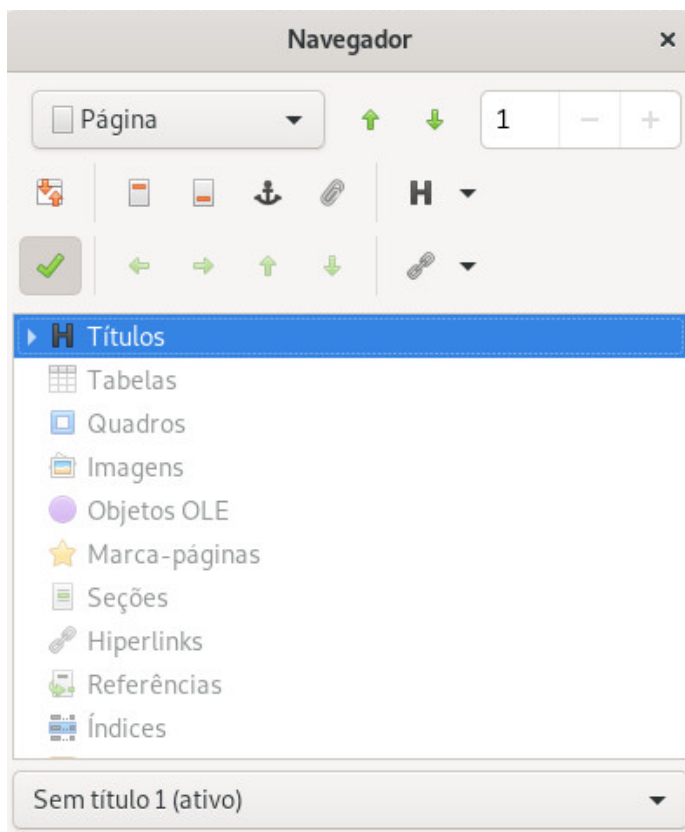 Navegador
Página
1
H
Títulos
Tabelas
Quadros
Imagens
Objetos OLE
Marca-páginas
Seções
Hiperlinks
Referências
Índices
Sem título 1 (ativo)